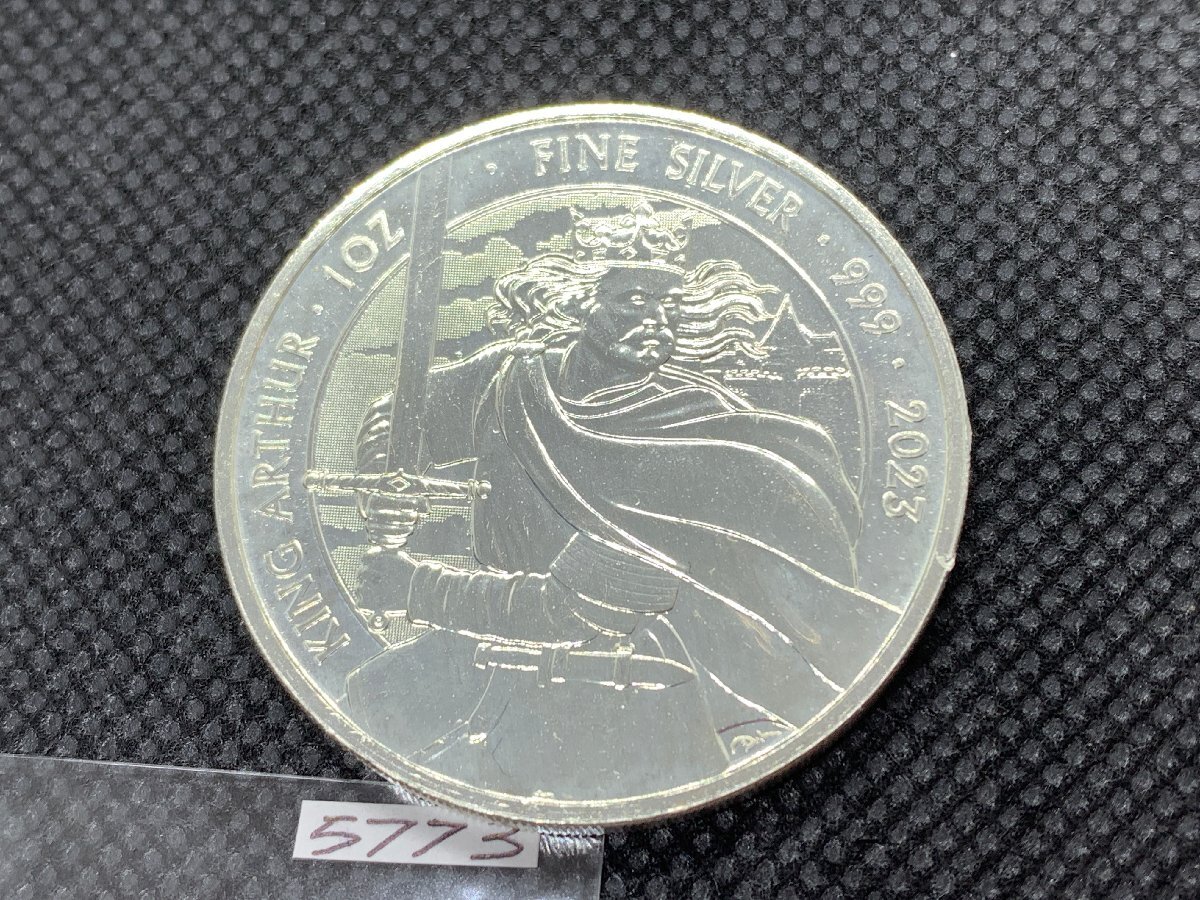 KING ARTHUR · 1OZ · FINE SILVER · 999 · 2023
5773